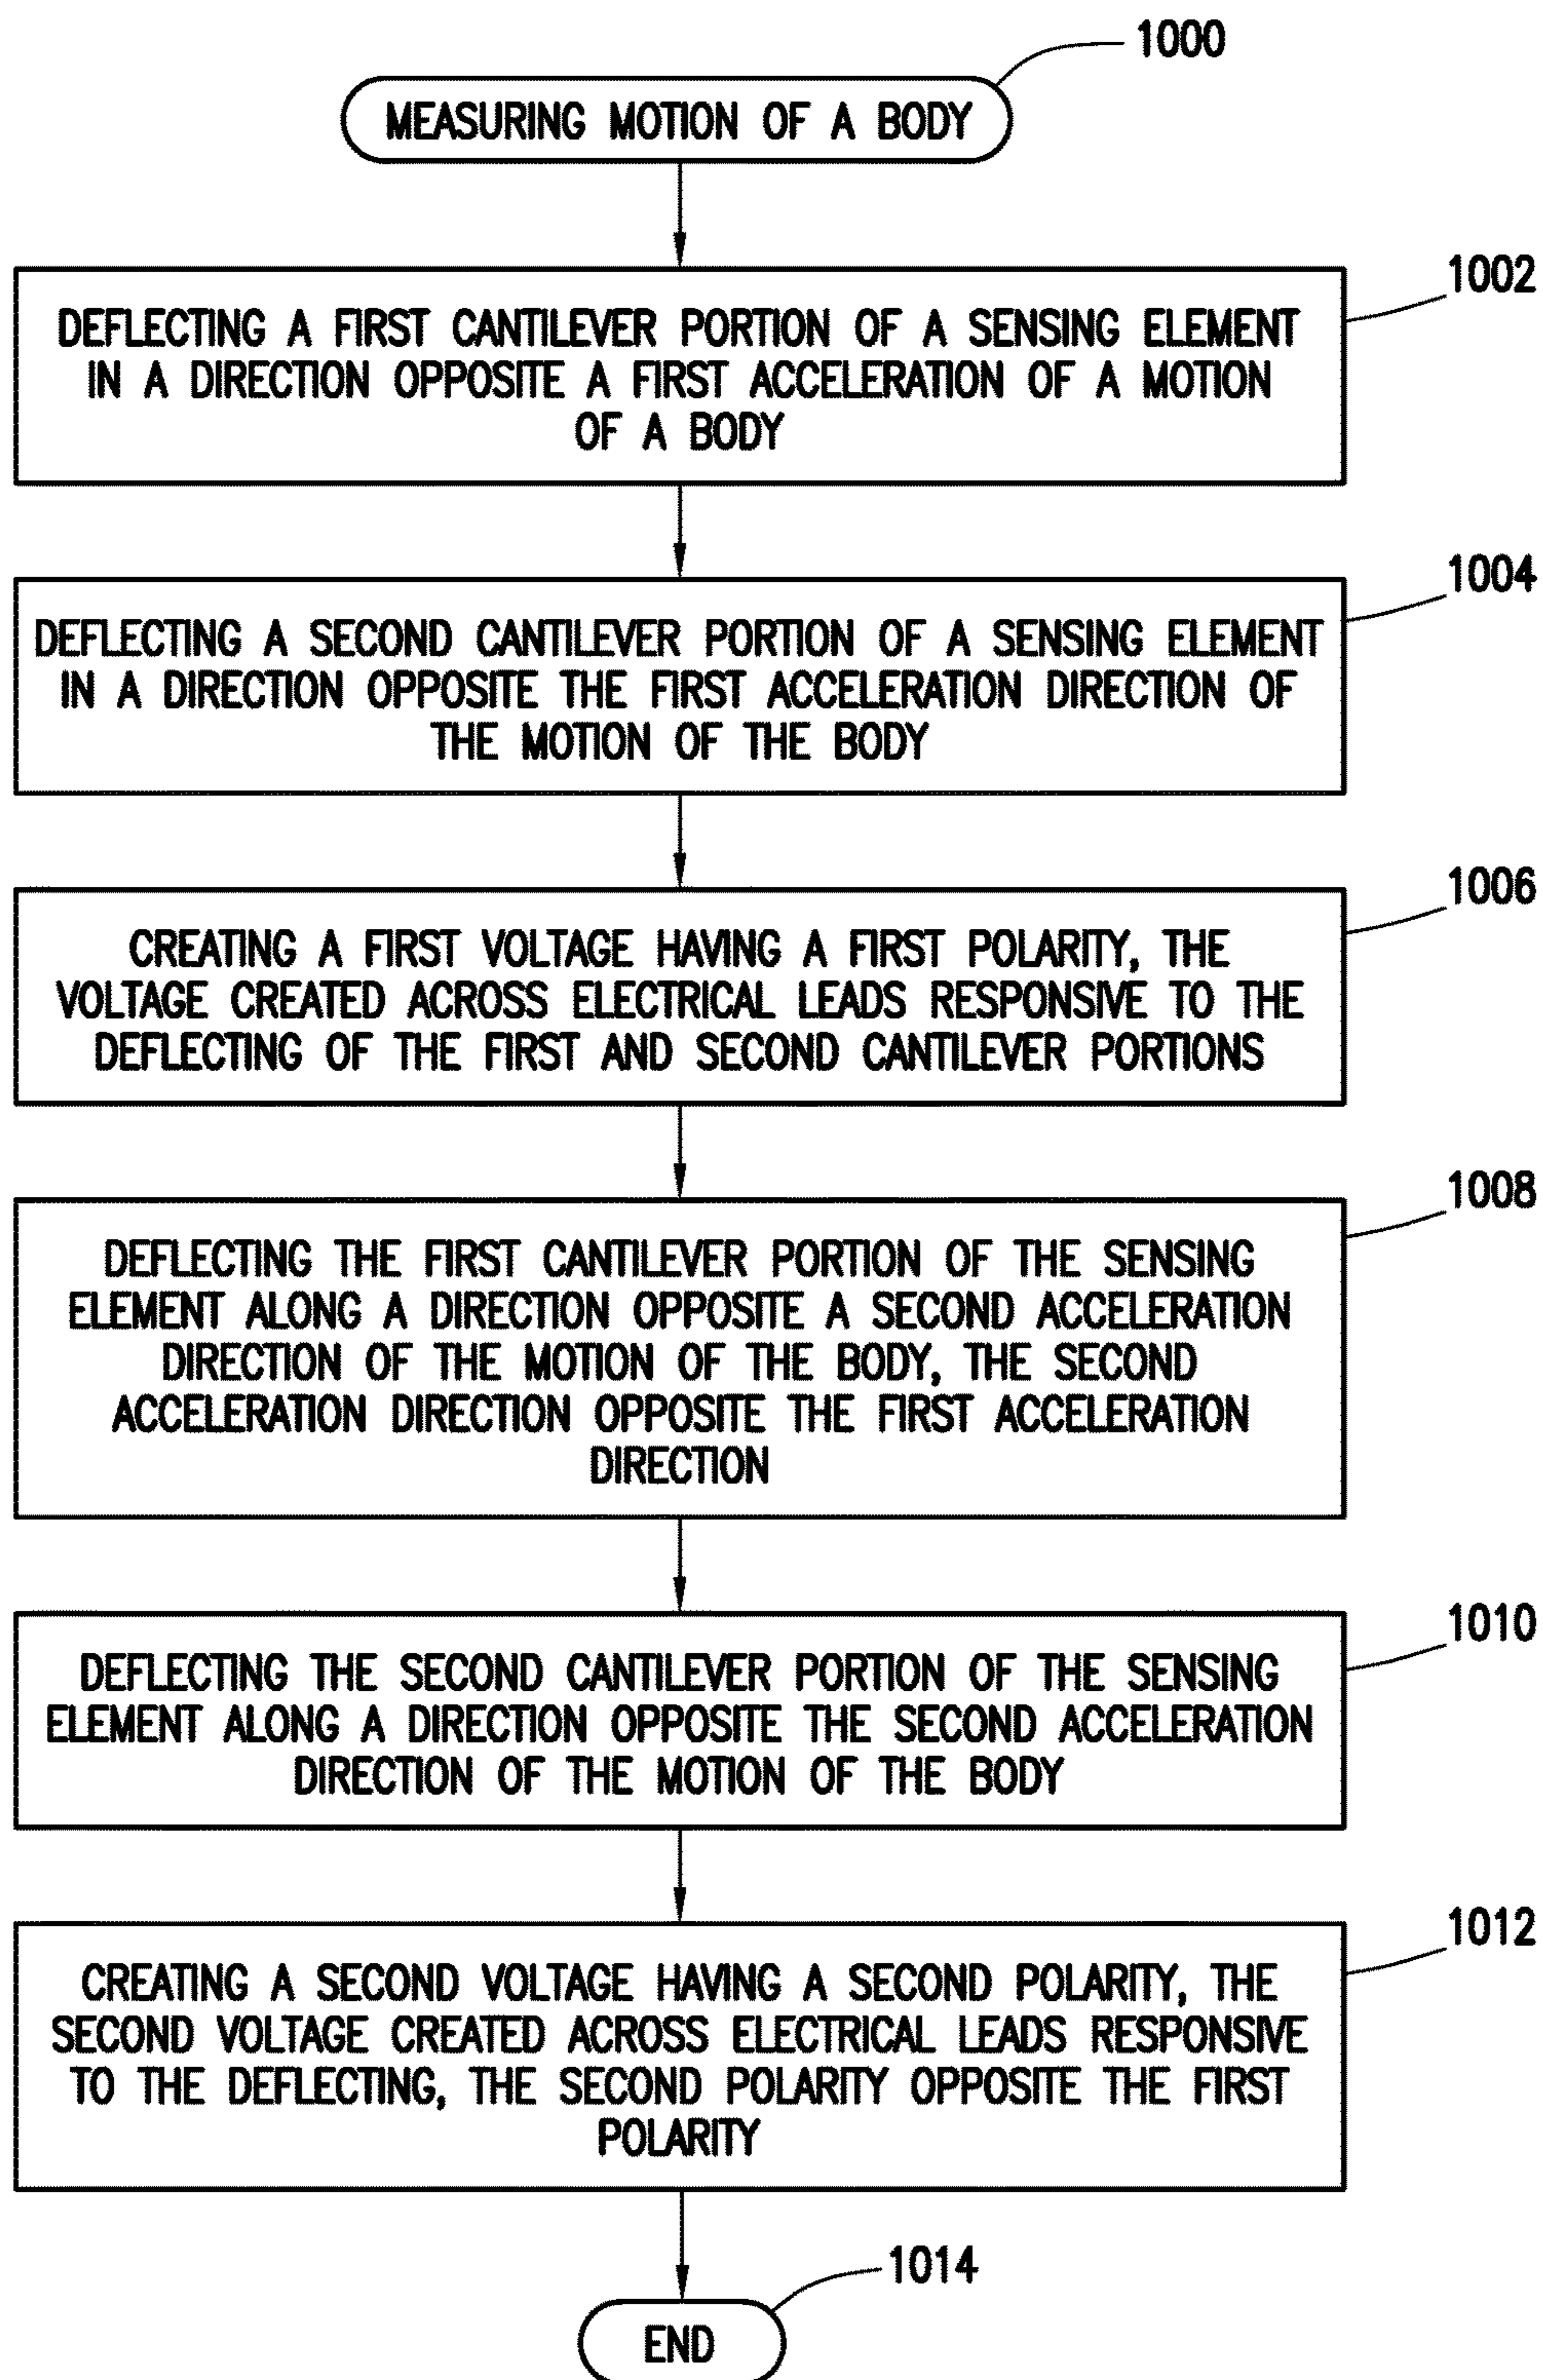 1000
MEASURING MOTION OF A BODY
1002
DEFLECTING A FIRST CANTILEVER PORTION OF A SENSING ELEMENT
IN A DIRECTION OPPOSITE A FIRST ACCELERATION OF A MOTION
OF A BODY
1004
DEFLECTING A SECOND CANTILEVER PORTION OF A SENSING ELEMENT
IN A DIRECTION OPPOSITE THE FIRST ACCELERATION DIRECTION OF
THE MOTION OF THE BODY
1006
CREATING A FIRST VOLTAGE HAVING A FIRST POLARITY, THE
VOLTAGE CREATED ACROSS ELECTRICAL LEADS RESPONSIVE TO THE
DEFLECTING OF THE FIRST AND SECOND CANTILEVER PORTIONS
1008
DEFLECTING THE FIRST CANTILEVER PORTION OF THE SENSING
ELEMENT ALONG A DIRECTION OPPOSITE A SECOND ACCELERATION
DIRECTION OF THE MOTION OF THE BODY, THE SECOND
ACCELERATION DIRECTION OPPOSITE THE FIRST ACCELERATION
DIRECTION
1010
DEFLECTING THE SECOND CANTILEVER PORTION OF THE SENSING
ELEMENT ALONG A DIRECTION OPPOSITE THE SECOND ACCELERATION
DIRECTION OF THE MOTION OF THE BODY
1012
CREATING A SECOND VOLTAGE HAVING A SECOND POLARITY, THE
SECOND VOLTAGE CREATED ACROSS ELECTRICAL LEADS RESPONSIVE
TO THE DEFLECTING, THE SECOND POLARITY OPPOSITE THE FIRST
POLARITY
1014
END